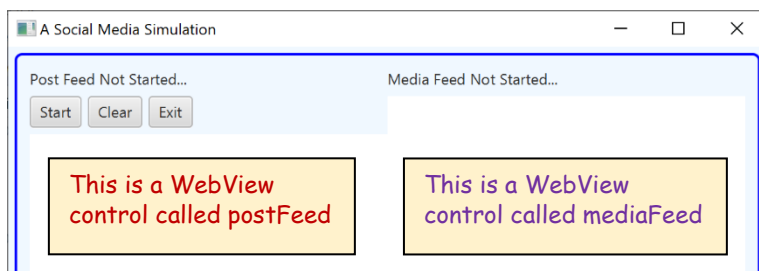 A Social Media Simulation
Post Feed Not Started...
Media Feed Not Started...
Start Clear Exit
This is a WebView
control called postFeed
This is a WebView
control called mediaFeed